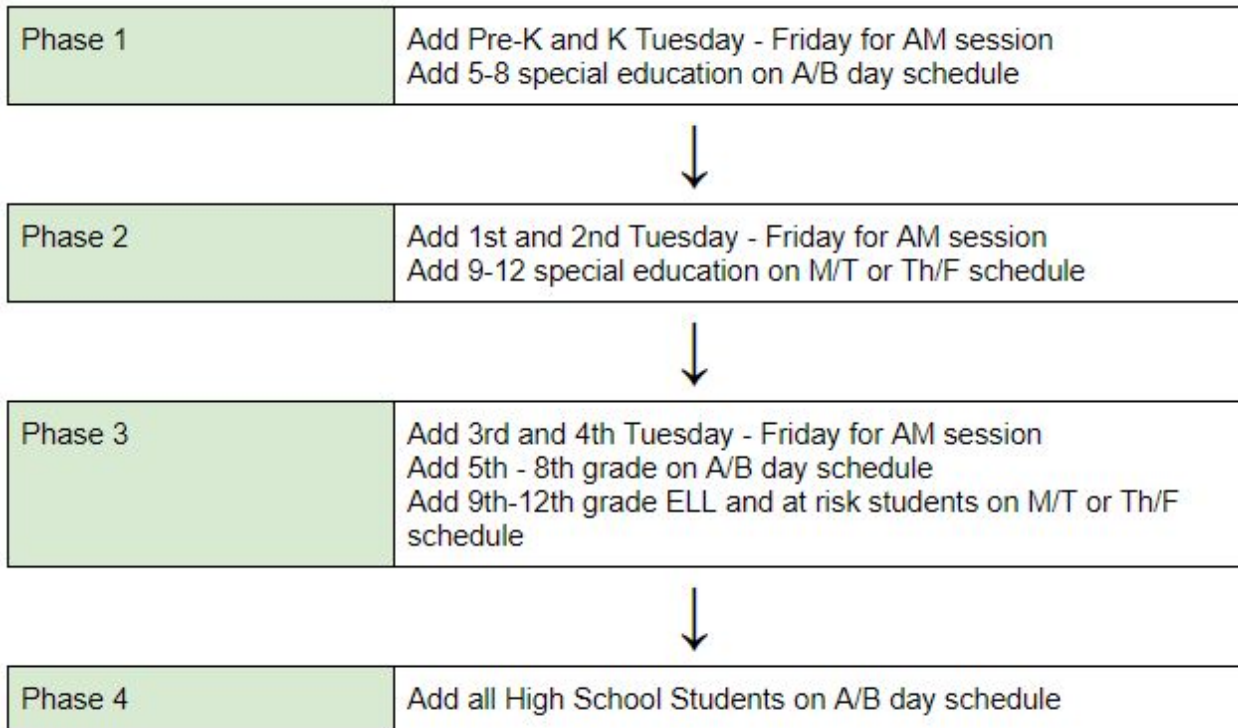 Phase 1
Add Pre-K and K Tuesday - Friday for AM session
Add 5-8 special education on A/B day schedule
Phase 2
Add 1st and 2nd Tuesday - Friday for AM session
Add 9-12 special education on M/T or Th/F schedule
Phase 3
Add 3rd and 4th Tuesday - Friday for AM session
Add 5th - 8th grade on A/B day schedule
Add 9th-12th grade ELL and at risk students on M/T or Th/F
schedule
Phase 4
Add all High School Students on A/B day schedule